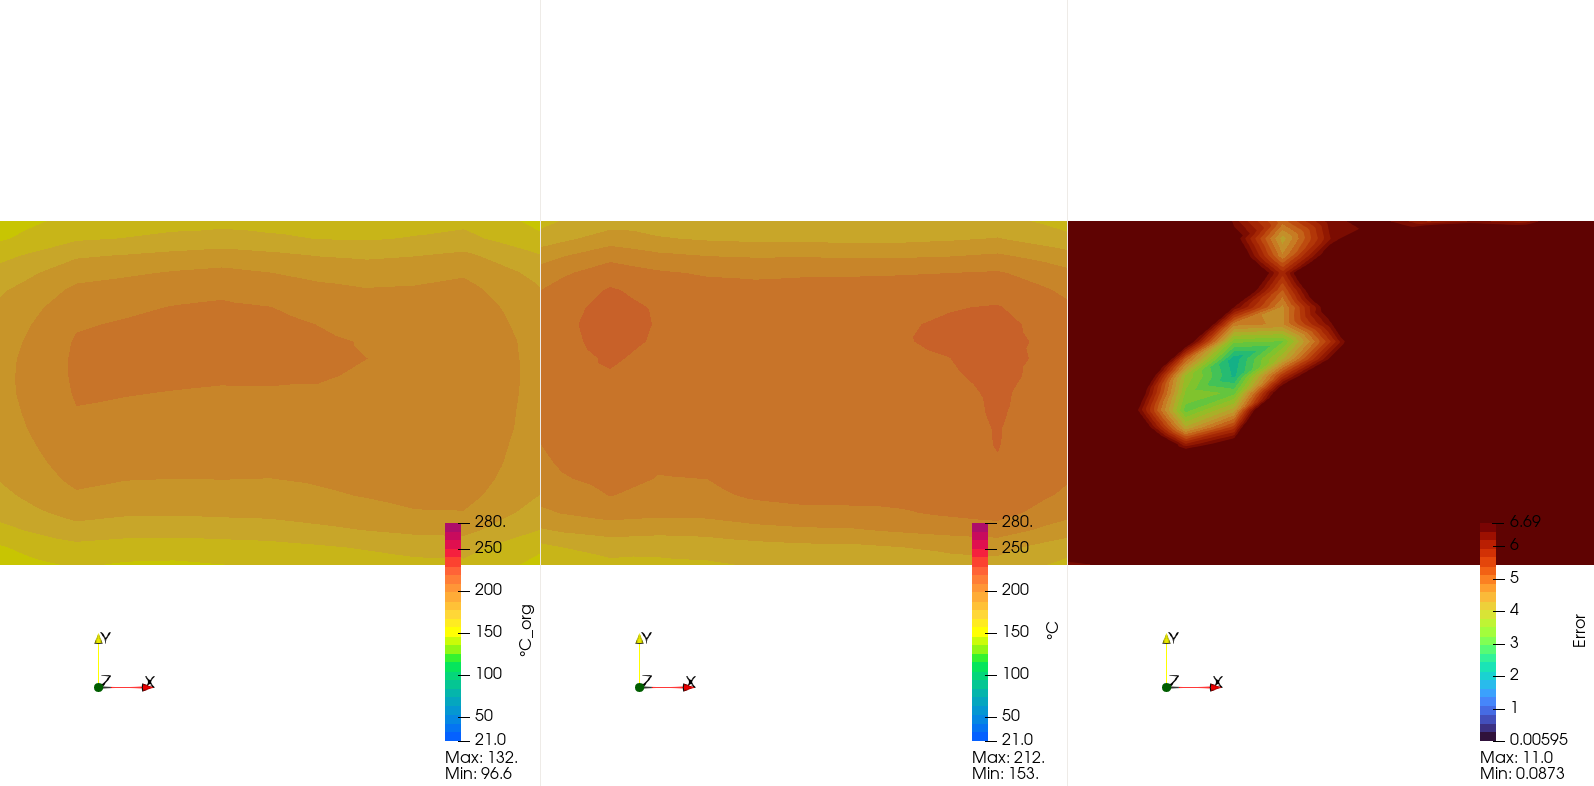 280.
250
200
150
100
50
21.0
°C_org
Max: 132.
Min: 96.6
Y
Z
X
280.
250
200
150
100
50
21.0
°C
Max: 212.
Min: 153.
Y
Z
X
6.69
6
5
4
3
2
1
0.00595
Error
Max: 11.0
Min: 0.0873
Y
Z
X